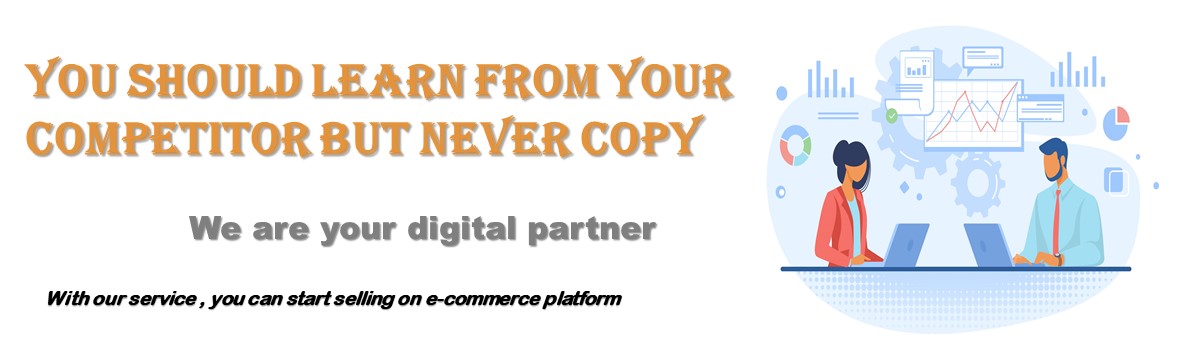 YOU SHOULD LEARN FROM YOUR
COMPETITOR BUT NEVER COPY
We are your digital partner
With our service , you can start selling on e-commerce platform